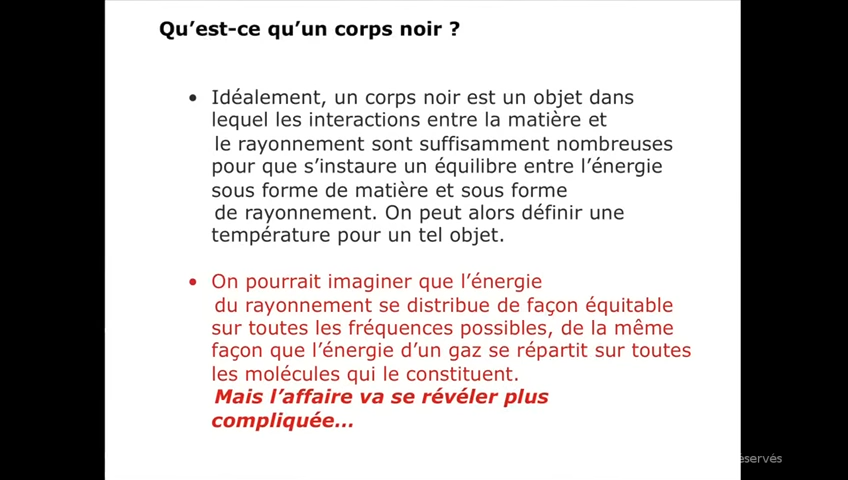 Qu’est-ce qu’un corps noir ?
• Idéalement, un corps noir est un objet dans
lequel les interactions entre la matière et
le rayonnement sont suffisamment nombreuses
pour que s’instaure un équilibre entre l’énergie
sous forme de matière et sous forme
de rayonnement. On peut alors définir une
température pour un tel objet.
• On pourrait imaginer que l’énergie
du rayonnement se distribue de façon équitable
sur toutes les fréquences possibles, de la même
façon que l’énergie d’un gaz se répartit sur toutes
les molécules qui le constituent.
Mais l’affaire va se révéler plus
compliquée...